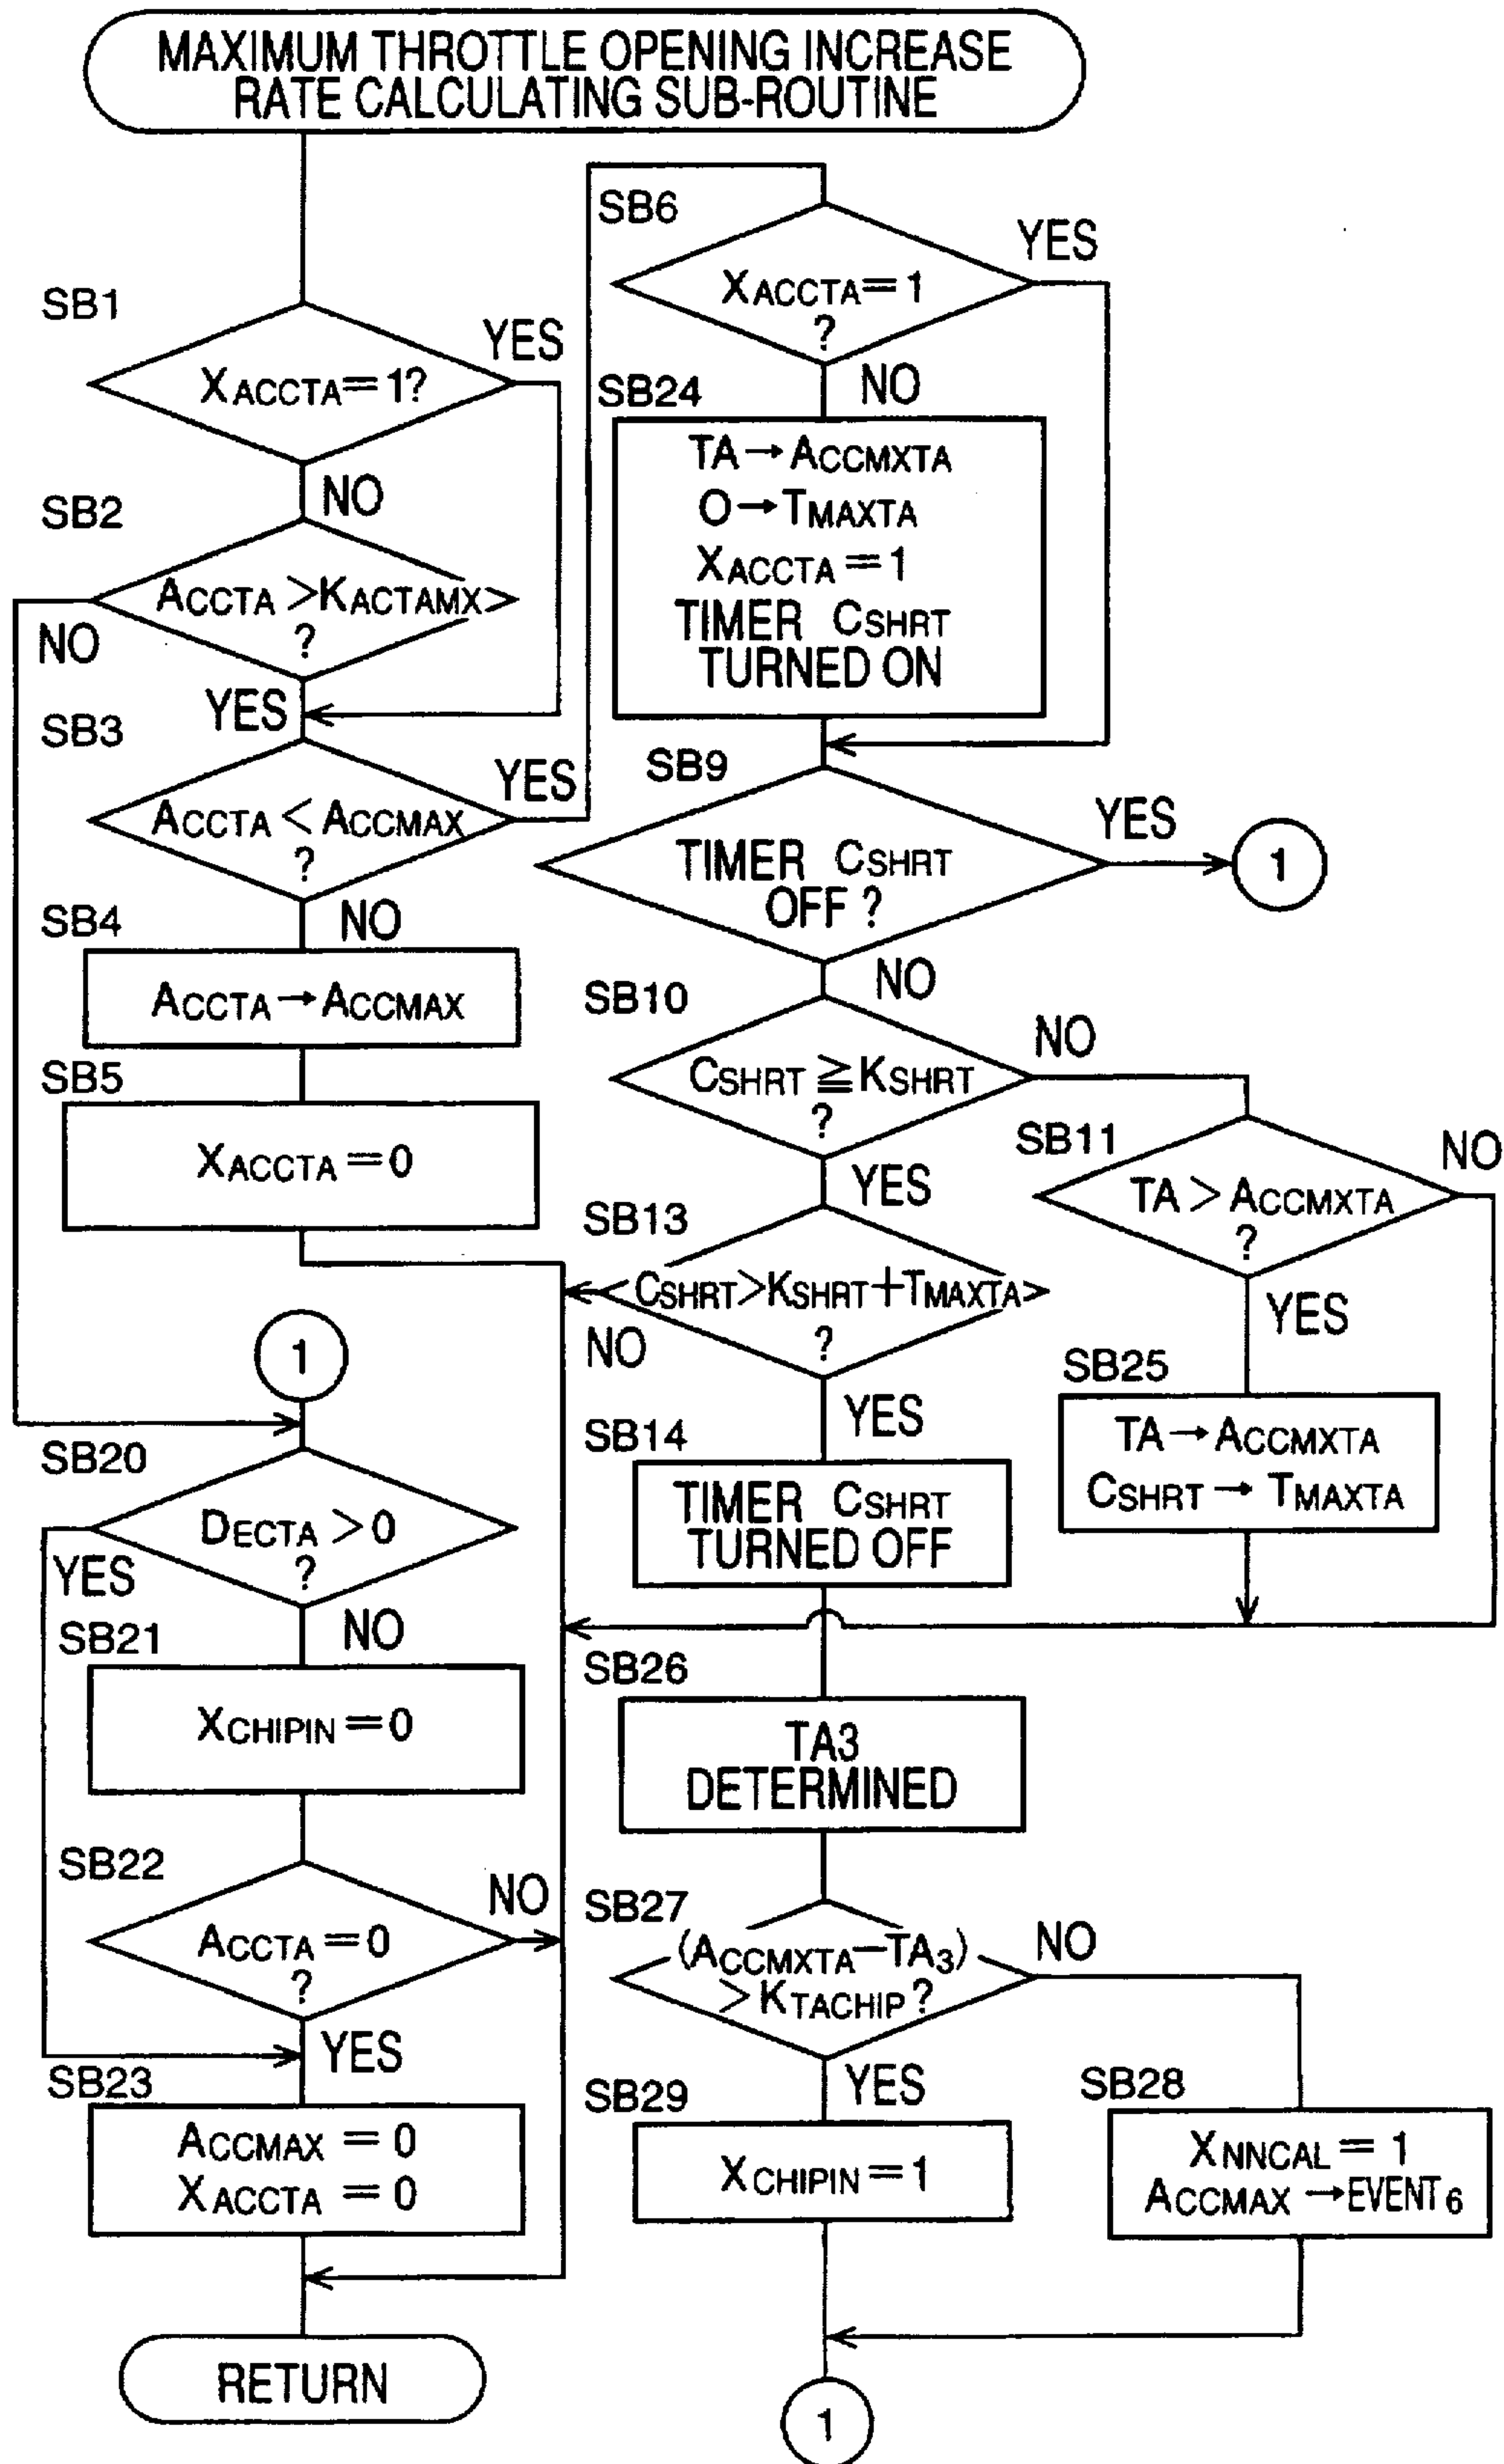 MAXIMUM THROTTLE OPENING INCREASE
RATE CALCULATING SUB-ROUTINE
SB1
XACCTA=1?
YES
NO
SB2
ACCTA>KACTAMX
?
NO
YES
SB3
ACCTA<ACCMAX
?
YES
NO
SB4
ACCTA→ACCMAX
SB5
XACCTA=0
1
SB20
DECTA>0
?
YES
NO
SB21
XCHIPIN=0
SB22
ACCTA=0
?
NO
YES
SB23
ACCMAX=0
XACCTA=0
RETURN
SB6
XACCTA=1
?
YES
NO
SB24
TA→ACCMXTA
O→TMAXTA
XACCTA=1
TIMER CSHRT
TURNED ON
SB9
TIMER CSHRT
OFF?
YES
1
NO
SB10
CSHRT≧KSHRT
?
NO
YES
SB11
TA>ACCMXTA
?
NO
YES
SB25
TA→ACCMXTA
CSHRT→TMAXTA
SB13
CSHRT>KSHRT+TMAXTA
?
NO
YES
SB14
TIMER CSHRT
TURNED OFF
SB26
TA3
DETERMINED
SB27
(ACCMXTA−TA3)
>KTACHIP?
NO
YES
SB29
XCHIPIN=1
SB28
XNNCAL=1
ACCMAX→EVENT6
1